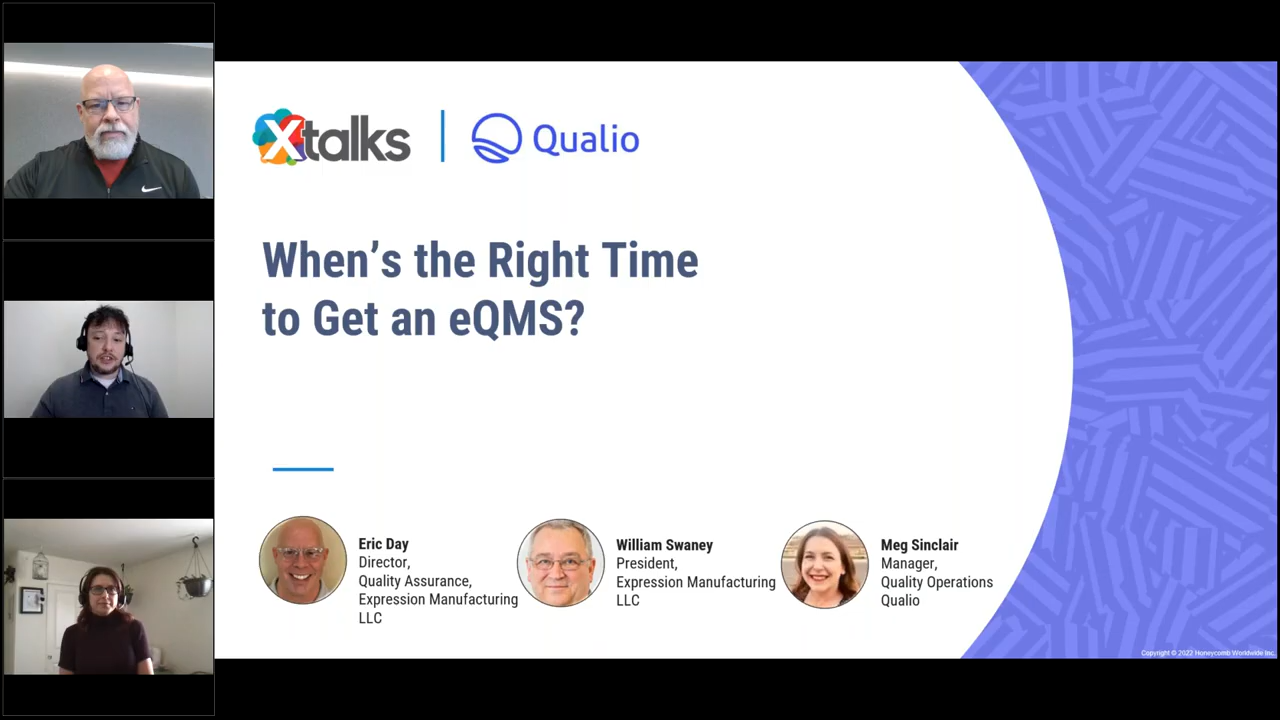 Xtalks
Qualio
When's the Right Time
to Get an eQMS?
Eric Day
Director,
Quality Assurance,
Expression Manufacturing
LLC
William Swaney
President,
Expression Manufacturing
LLC
Meg Sinclair
Manager,
Quality Operations
Qualio
Copyright © 2022 Honeycomb Worldwide Inc.